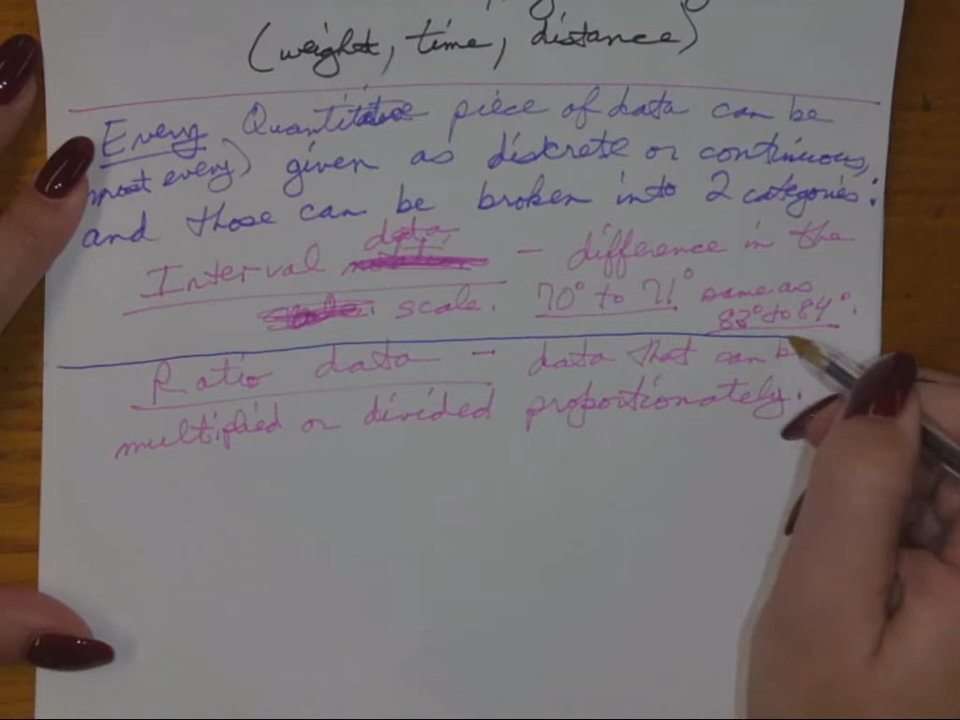 (weight, time, distance)
Every Quantitative piece of data can be
most every) given as discrete or continuous,
and those can be broken into 2 categories:
Interval data - difference in the
scale. 70° to 71° same as
83° to 84°.
Ratio data - data that can b
multiplied or divided proportionately.